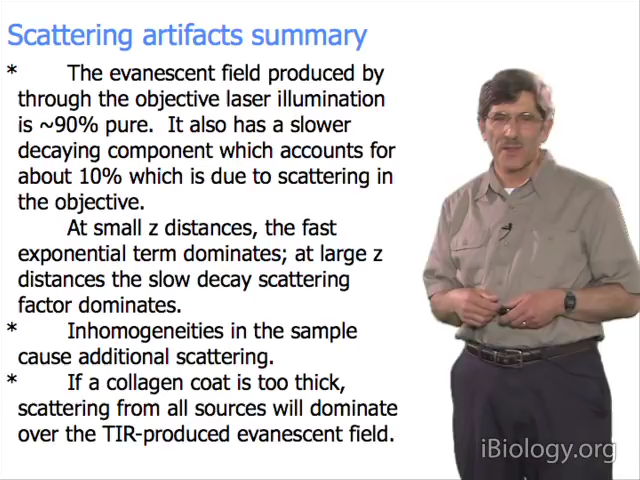 Scattering artifacts summary
* The evanescent field produced by
through the objective laser illumination
is ~90% pure. It also has a slower
decaying component which accounts for
about 10% which is due to scattering in
the objective.
At small z distances, the fast
exponential term dominates; at large z
distances the slow decay scattering
factor dominates.
* Inhomogeneities in the sample
cause additional scattering.
* If a collagen coat is too thick,
scattering from all sources will dominate
over the TIR-produced evanescent field.
iBiology.org